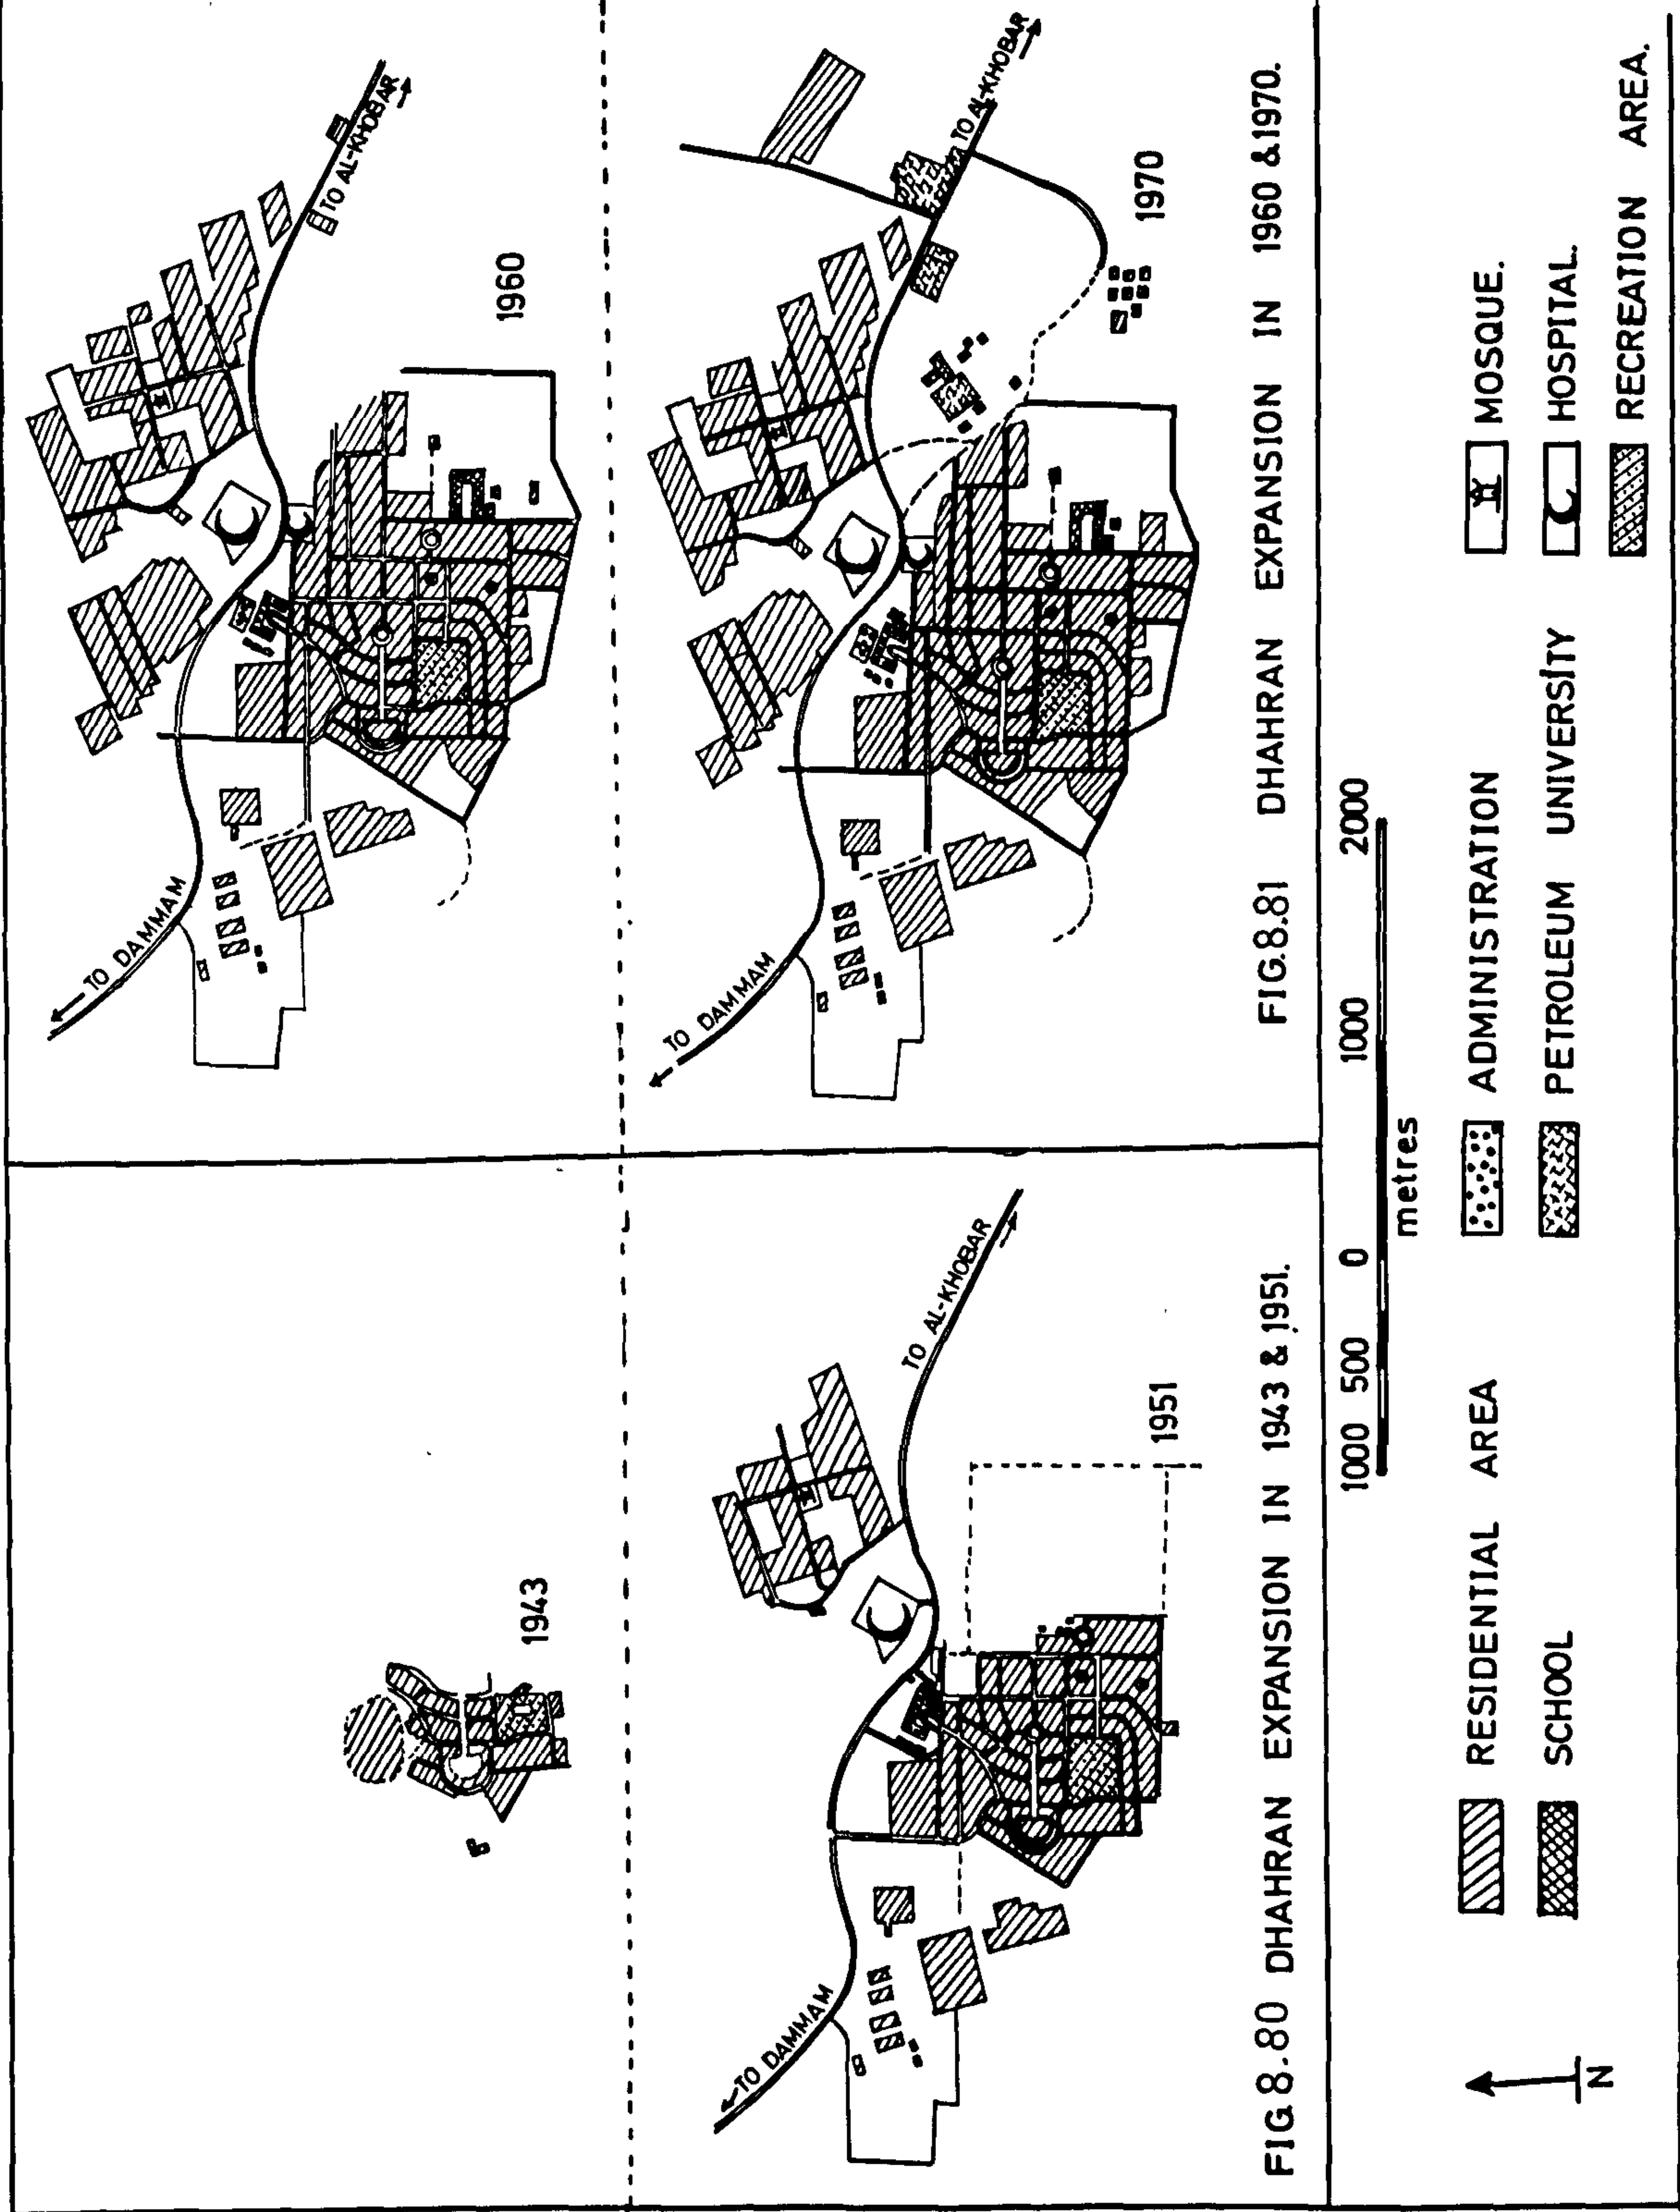 1943
1951
TO DAMMAM
TO AL-KHOBAR
FIG 8.80 DHAHRAN EXPANSION IN 1943 & 1951.
1960
TO DAMMAM
TO AL-KHOBAR
1970
TO DAMMAM
TO AL-KHOBAR
FIG.8.81 DHAHRAN EXPANSION IN 1960 & 1970.
1000 500 0 1000 2000
metres
N
RESIDENTIAL AREA
ADMINISTRATION
MOSQUE.
SCHOOL
PETROLEUM UNIVERSITY
HOSPITAL.
RECREATION AREA.